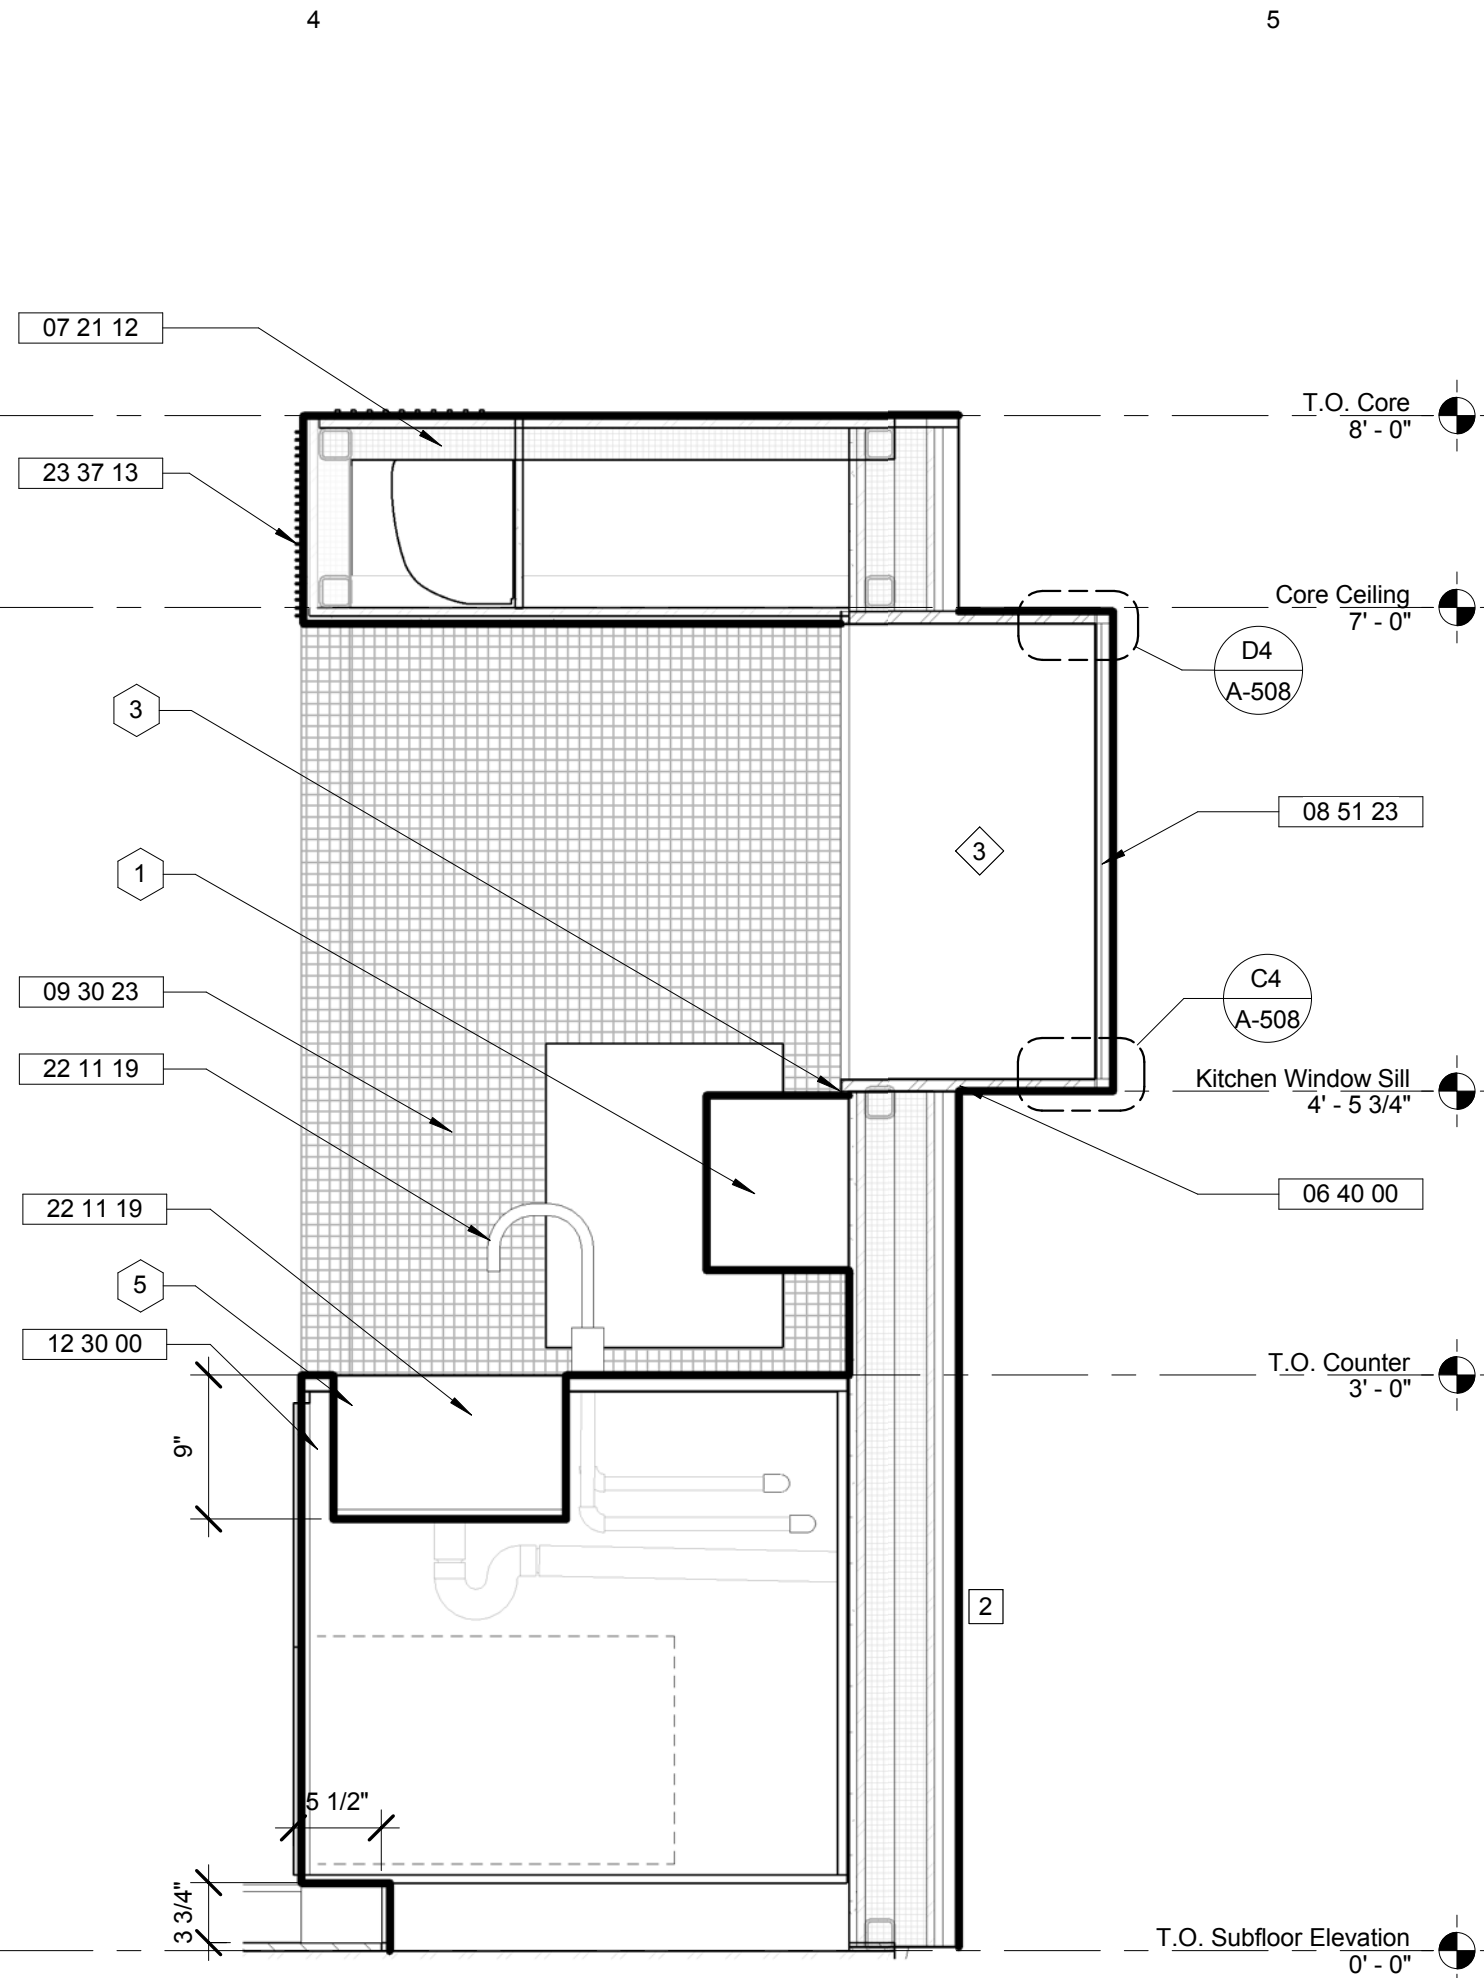 4
5
07 21 12
T.O. Core
8' - 0"
23 37 13
Core Ceiling
7' - 0"
D4
A-508
3
08 51 23
3
1
09 30 23
C4
A-508
22 11 19
Kitchen Window Sill
4' - 5 3/4"
06 40 00
22 11 19
5
12 30 00
T.O. Counter
3' - 0"
9"
2
5 1/2"
3 3/4"
T.O. Subfloor Elevation
0' - 0"